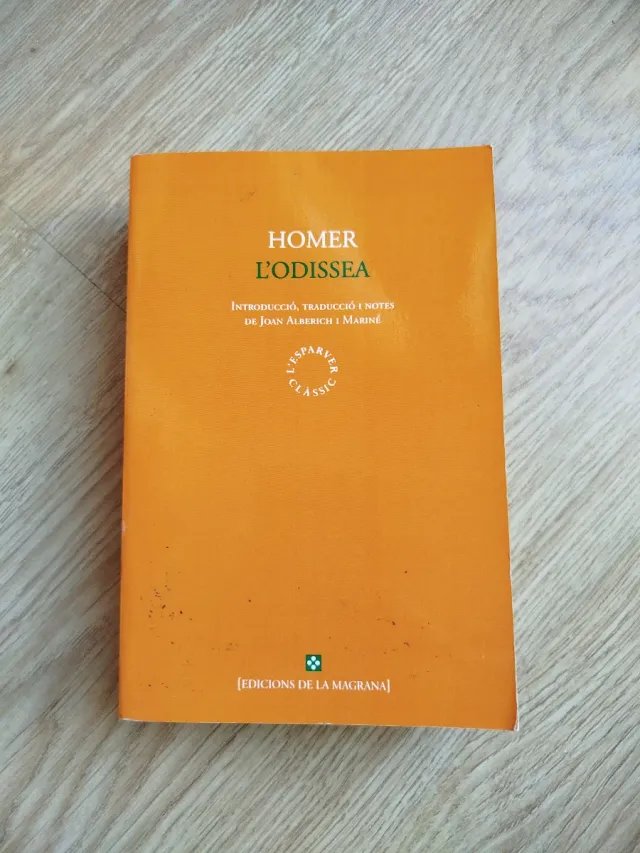 HOMER
L'ODISSEA
INTRODUCCIÓ, TRADUCCIÓ I NOTES
DE JOAN ALBERICH I MARINÉ
L'ESPARVER
CLÀSSIC
[EDICIONS DE LA MAGRANA]